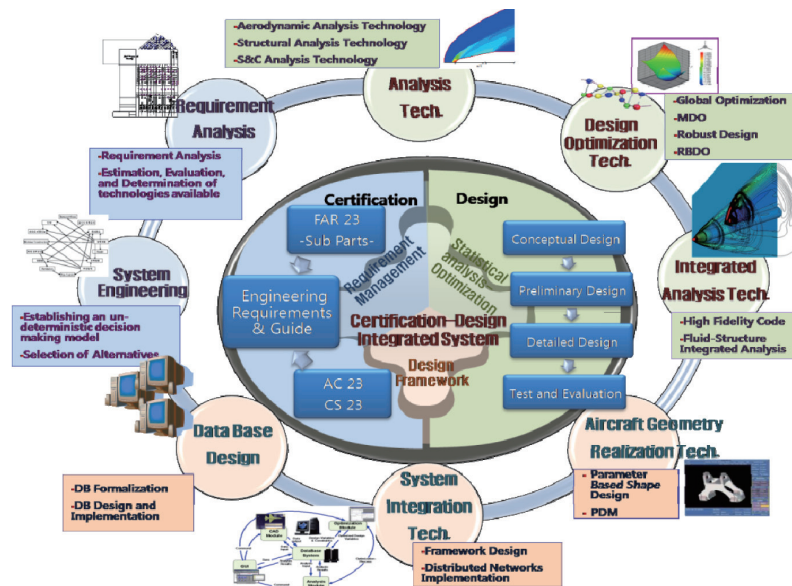 -Aerodynamic Analysis Technology
-Structural Analysis Technology
-S&C Analysis Technology
Analysis
Tech.
Requirement
Analysis
-Requirement Analysis
-Estimation, Evaluation,
and Determination of
technologies available
Design
Optimization Tech.
-Global Optimization
-MDO
-Robust Design
-RBDO
Certification
Design
FAR 23
-Sub Parts-
Requirement
Management
Statistical
analysis
Optimization
Conceptual Design
Preliminary Design
Detailed Design
Test and Evaluation
Engineering
Requirements
& Guide
Certification-Design
Integrated System
Design
Framework
AC 23
CS 23
System
Engineering
-Establishing an un-
deterministic decision
making model
-Selection of Alternatives
Integrated
Analysis Tech.
-High Fidelity Code
-Fluid-Structure
Integrated Analysis
Data Base
Design
-DB Formalization
-DB Design and
Implementation
System
Integration
Tech.
-Framework Design
-Distributed Networks
Implementation
Aircraft Geometry
Realization Tech.
- Parameter
Based Shape
Design
- PDM
Database
System